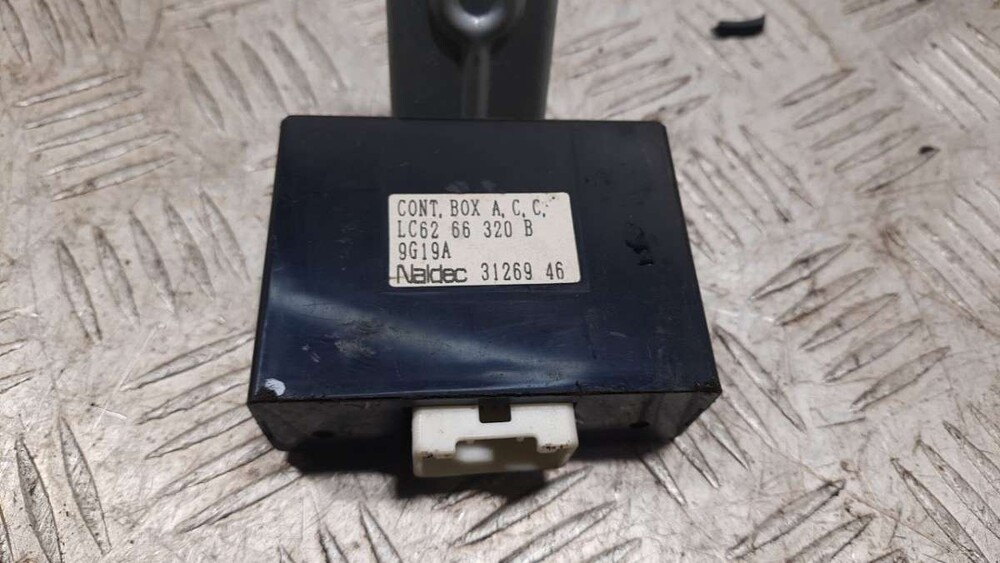 CONT. BOX A. C. C.
LC62 66 320 B
9G19A
Naldec 31269 46